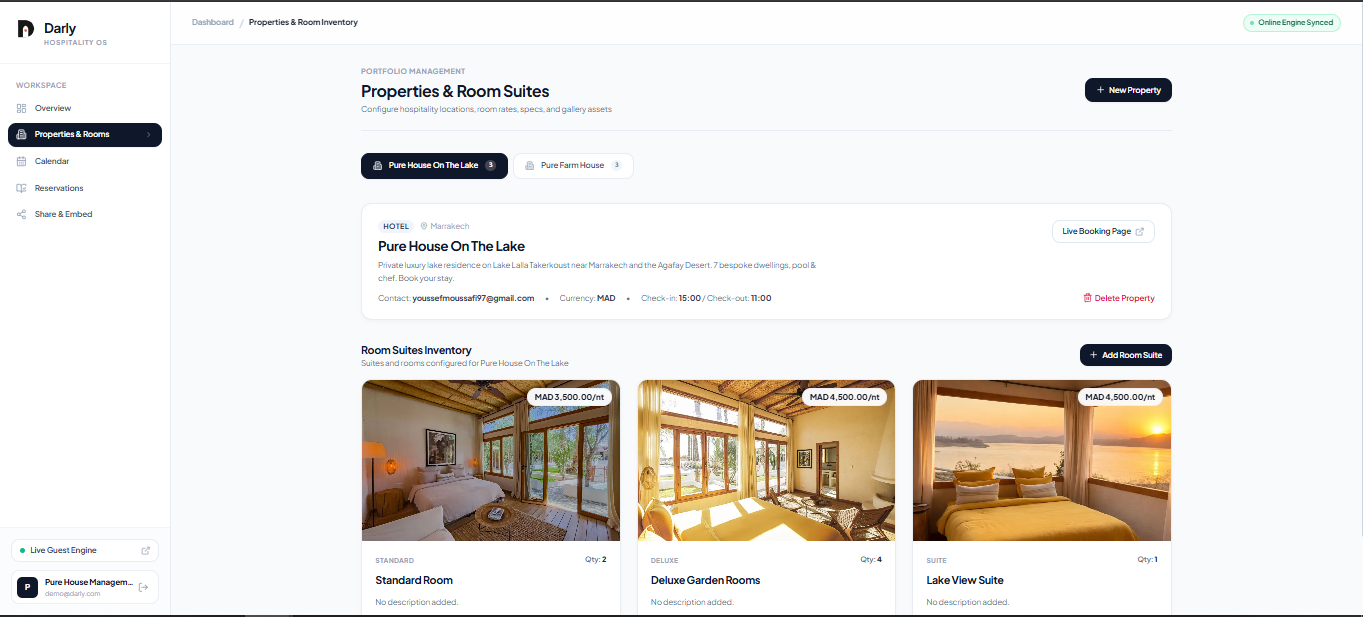 Darly
HOSPITALITY OS
Dashboard / Properties & Room Inventory
Online Engine Synced
WORKSPACE
Overview
Properties & Rooms
Calendar
Reservations
Share & Embed
PORTFOLIO MANAGEMENT
Properties & Room Suites
Configure hospitality locations, room rates, specs, and gallery assets
+ New Property
Pure House On The Lake 3
Pure Farm House 3
HOTEL Marrakech
Live Booking Page
Pure House On The Lake
Private luxury lake residence on Lake Lalla Takerkoust near Marrakech and the Agafay Desert. 7 bespoke dwellings, pool &
chef. Book your stay.
Contact: youssefmoussafi97@gmail.com • Currency: MAD • Check-in: 15:00 / Check-out: 11:00
Delete Property
Room Suites Inventory
Suites and rooms configured for Pure House On The Lake
+ Add Room Suite
MAD 3,500.00/nt
MAD 4,500.00/nt
MAD 4,500.00/nt
STANDARD Qty: 2
Standard Room
No description added.
DELUXE Qty: 4
Deluxe Garden Rooms
No description added.
SUITE Qty: 1
Lake View Suite
No description added.
Live Guest Engine
P
Pure House Managem...
demo@darly.com